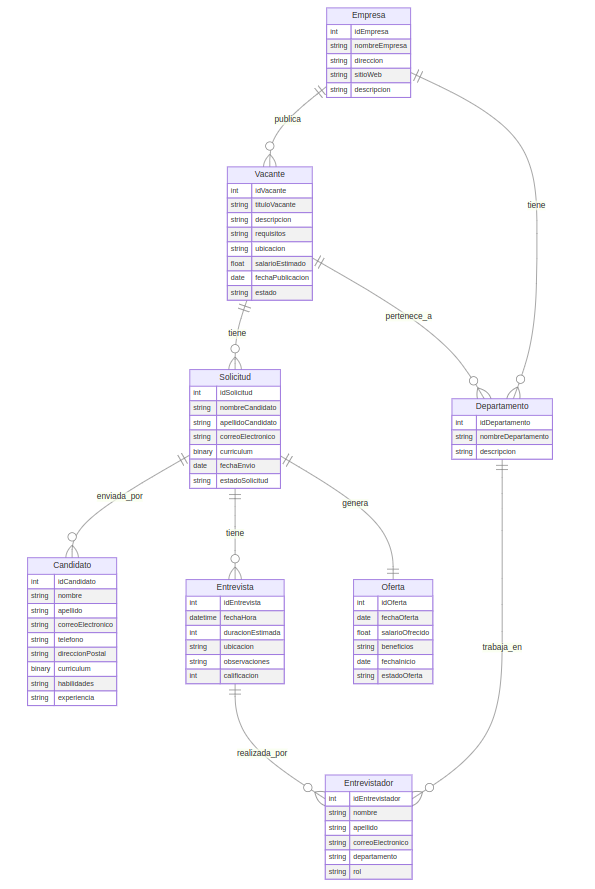 Empresa
int idEmpresa
string nombreEmpresa
string direccion
string sitioWeb
string descripcion
publica
tiene
Vacante
int idVacante
string tituloVacante
string descripcion
string requisitos
string ubicacion
float salarioEstimado
date fechaPublicacion
string estado
pertenece_a
tiene
Solicitud
int idSolicitud
string nombreCandidato
string apellidoCandidato
string correoElectronico
binary curriculum
date fechaEnvio
string estadoSolicitud
Departamento
int idDepartamento
string nombreDepartamento
string descripcion
enviada_por
tiene
genera
Candidato
int idCandidato
string nombre
string apellido
string correoElectronico
string telefono
string direccionPostal
binary curriculum
string habilidades
string experiencia
Entrevista
int idEntrevista
datetime fechaHora
int duracionEstimada
string ubicacion
string observaciones
int calificacion
Oferta
int idOferta
date fechaOferta
float salarioOfrecido
string beneficios
date fechaInicio
string estadoOferta
trabaja_en
realizada_por
Entrevistador
int idEntrevistador
string nombre
string apellido
string correoElectronico
string departamento
string rol